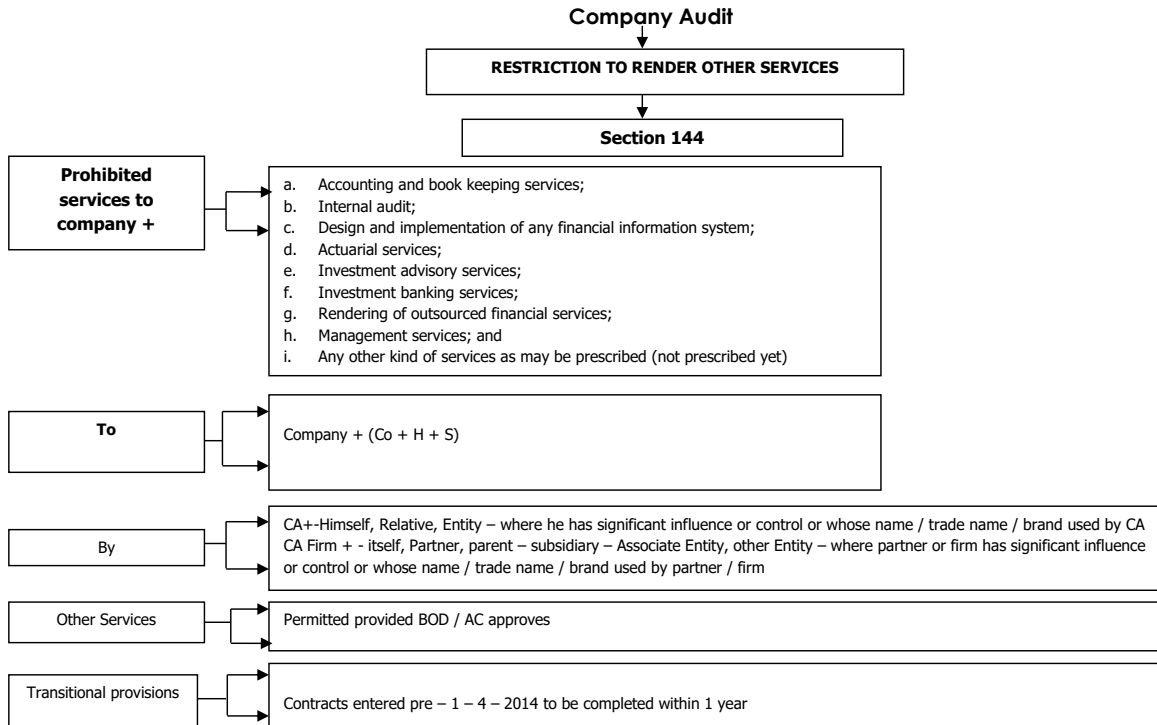 Company Audit
RESTRICTION TO RENDER OTHER SERVICES
Section 144
Prohibited
services to
company +
a. Accounting and book keeping services;
b. Internal audit;
c. Design and implementation of any financial information system;
d. Actuarial services;
e. Investment advisory services;
f. Investment banking services;
g. Rendering of outsourced financial services;
h. Management services; and
i. Any other kind of services as may be prescribed (not prescribed yet)
To
Company + (Co + H + S)
By
CA+-Himself, Relative, Entity – where he has significant influence or control or whose name / trade name / brand used by CA
CA Firm + - itself, Partner, parent – subsidiary – Associate Entity, other Entity – where partner or firm has significant influence
or control or whose name / trade name / brand used by partner / firm
Other Services
Permitted provided BOD / AC approves
Transitional provisions
Contracts entered pre – 1 – 4 – 2014 to be completed within 1 year